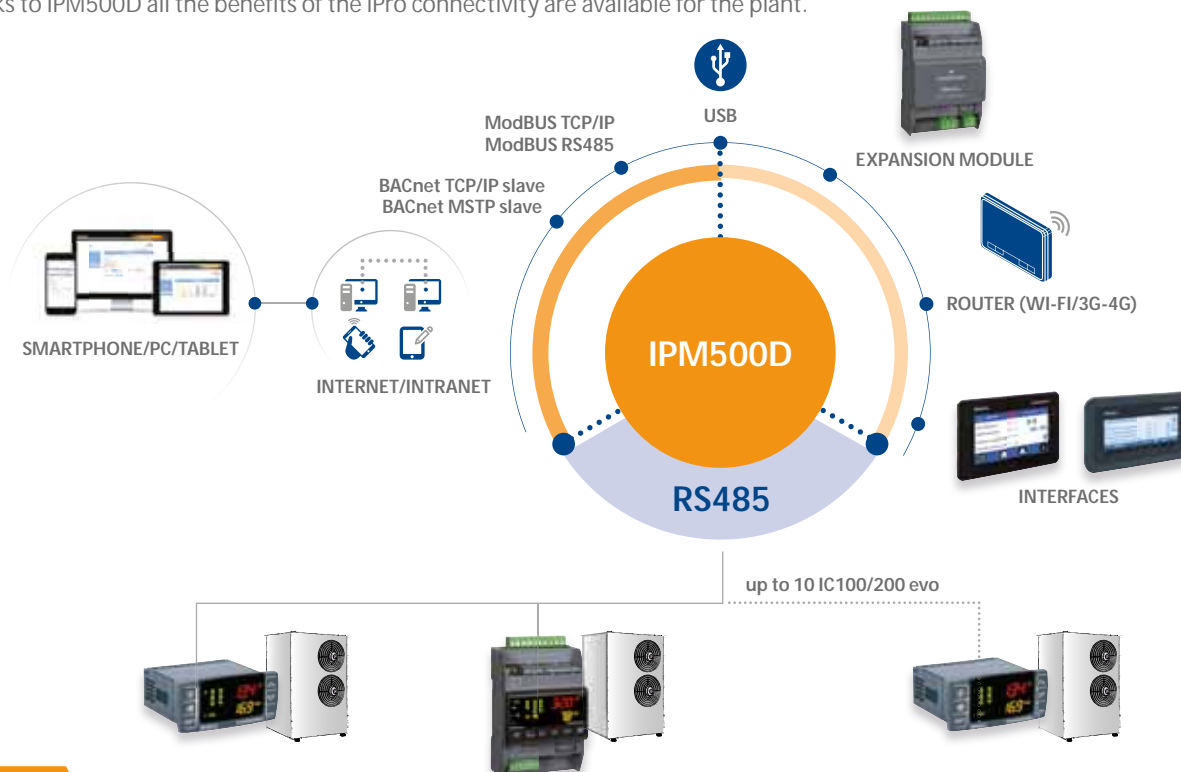 ks to IPM500D all the benefits of the iPro connectivity are available for the plant.
USB
ModBUS TCP/IP
ModBUS RS485
EXPANSION MODULE
BACnet TCP/IP slave
BACnet MSTP slave
ROUTER (WI-FI/3G-4G)
SMARTPHONE/PC/TABLET
IPM500D
INTERNET/INTRANET
RS485
INTERFACES
up to 10 IC100/200 evo